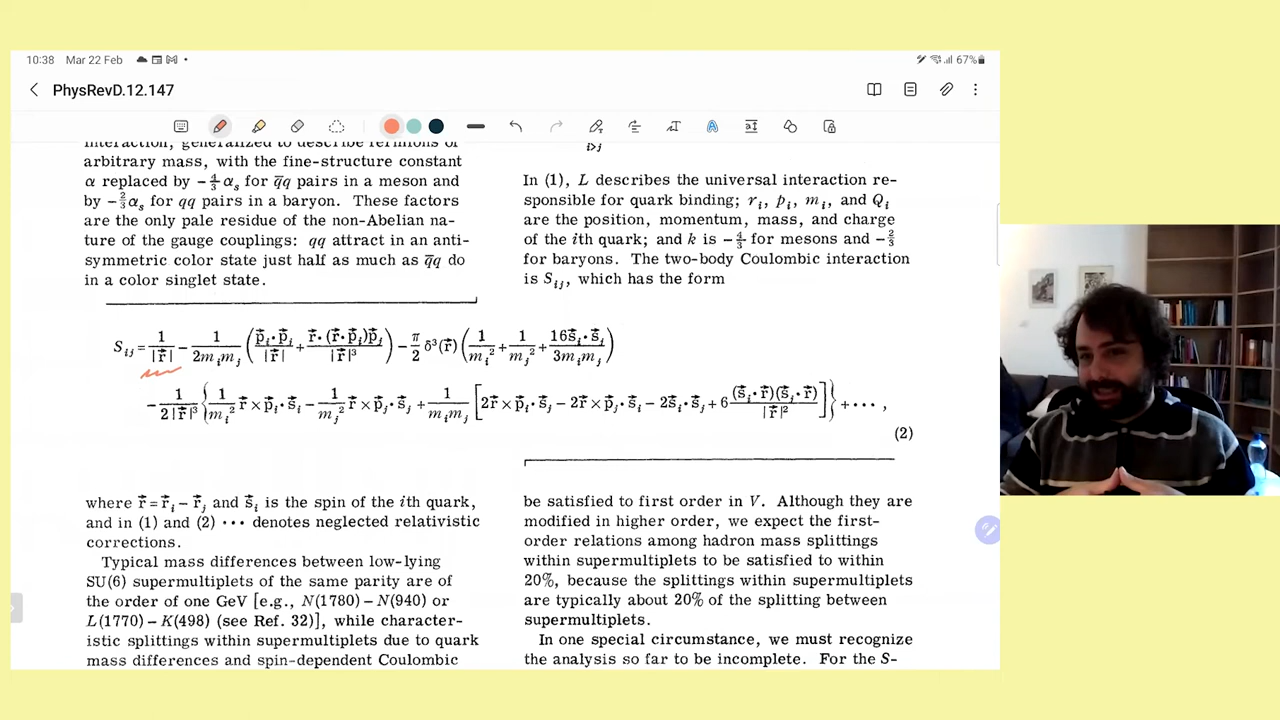 10:38 Mar 22 Feb
67%
PhysRevD.12.147
interaction, generalized to describe fermions of
arbitrary mass, with the fine-structure constant
α replaced by −4/3 αₛ for q̅q pairs in a meson and
by −2/3 αₛ for qq pairs in a baryon. These factors
are the only pale residue of the non-Abelian na-
ture of the gauge couplings: qq attract in an anti-
symmetric color state just half as much as q̅q do
in a color singlet state.
i>j
In (1), L describes the universal interaction re-
sponsible for quark binding; r_i, p_i, m_i, and Q_i
are the position, momentum, mass, and charge
of the ith quark; and k is −4/3 for mesons and −2/3
for baryons. The two-body Coulombic interaction
is S_ij, which has the form
S_ij = 1/|r⃗| − 1/(2m_i m_j) ( p⃗_i·p⃗_j/|r⃗| + r⃗·(r⃗·p⃗_i)p⃗_j/|r⃗|³ ) − π/2 δ³(r⃗) ( 1/m_i² + 1/m_j² + 16s⃗_i·s⃗_j/(3m_i m_j) )
− 1/(2|r⃗|³) { 1/m_i² r⃗×p⃗_i·s⃗_i − 1/m_j² r⃗×p⃗_j·s⃗_j + 1/(m_i m_j) [ 2r⃗×p⃗_i·s⃗_j − 2r⃗×p⃗_j·s⃗_i − 2s⃗_i·s⃗_j + 6 (s⃗_i·r⃗)(s⃗_j·r⃗)/|r⃗|² ] } + ··· ,
(2)
where r⃗ = r⃗_i − r⃗_j and s⃗_i is the spin of the ith quark,
and in (1) and (2) ··· denotes neglected relativistic
corrections.
Typical mass differences between low-lying
SU(6) supermultiplets of the same parity are of
the order of one GeV [e.g., N(1780)−N(940) or
L(1770)−K(498) (see Ref. 32)], while character-
istic splittings within supermultiplets due to quark
mass differences and spin-dependent Coulombic
be satisfied to first order in V. Although they are
modified in higher order, we expect the first-
order relations among hadron mass splittings
within supermultiplets to be satisfied to within
20%, because the splittings within supermultiplets
are typically about 20% of the splitting between
supermultiplets.
In one special circumstance, we must recognize
the analysis so far to be incomplete. For the S-